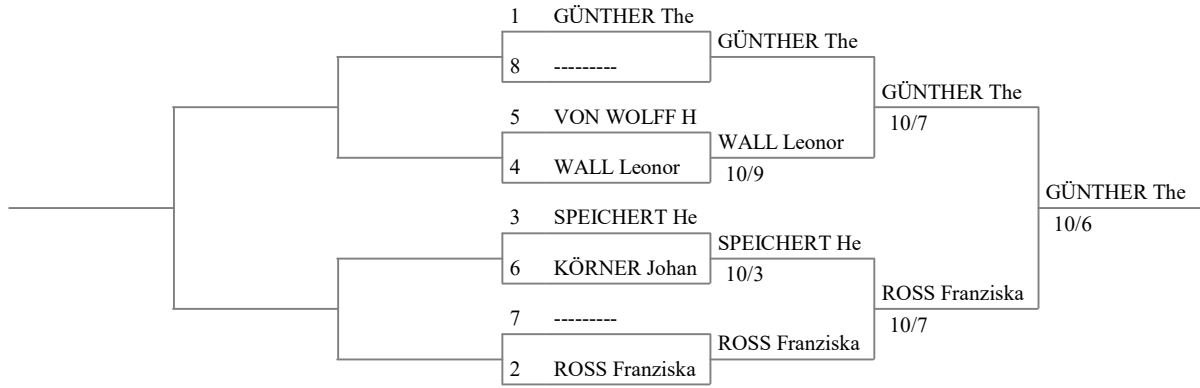 1 GÜNTHER The
GÜNTHER The
8 ---------
GÜNTHER The
10/7
5 VON WOLFF H
WALL Leonor
10/9
4 WALL Leonor
GÜNTHER The
10/6
3 SPEICHERT He
SPEICHERT He
10/3
6 KÖRNER Johan
ROSS Franziska
10/7
7 ---------
ROSS Franziska
2 ROSS Franziska